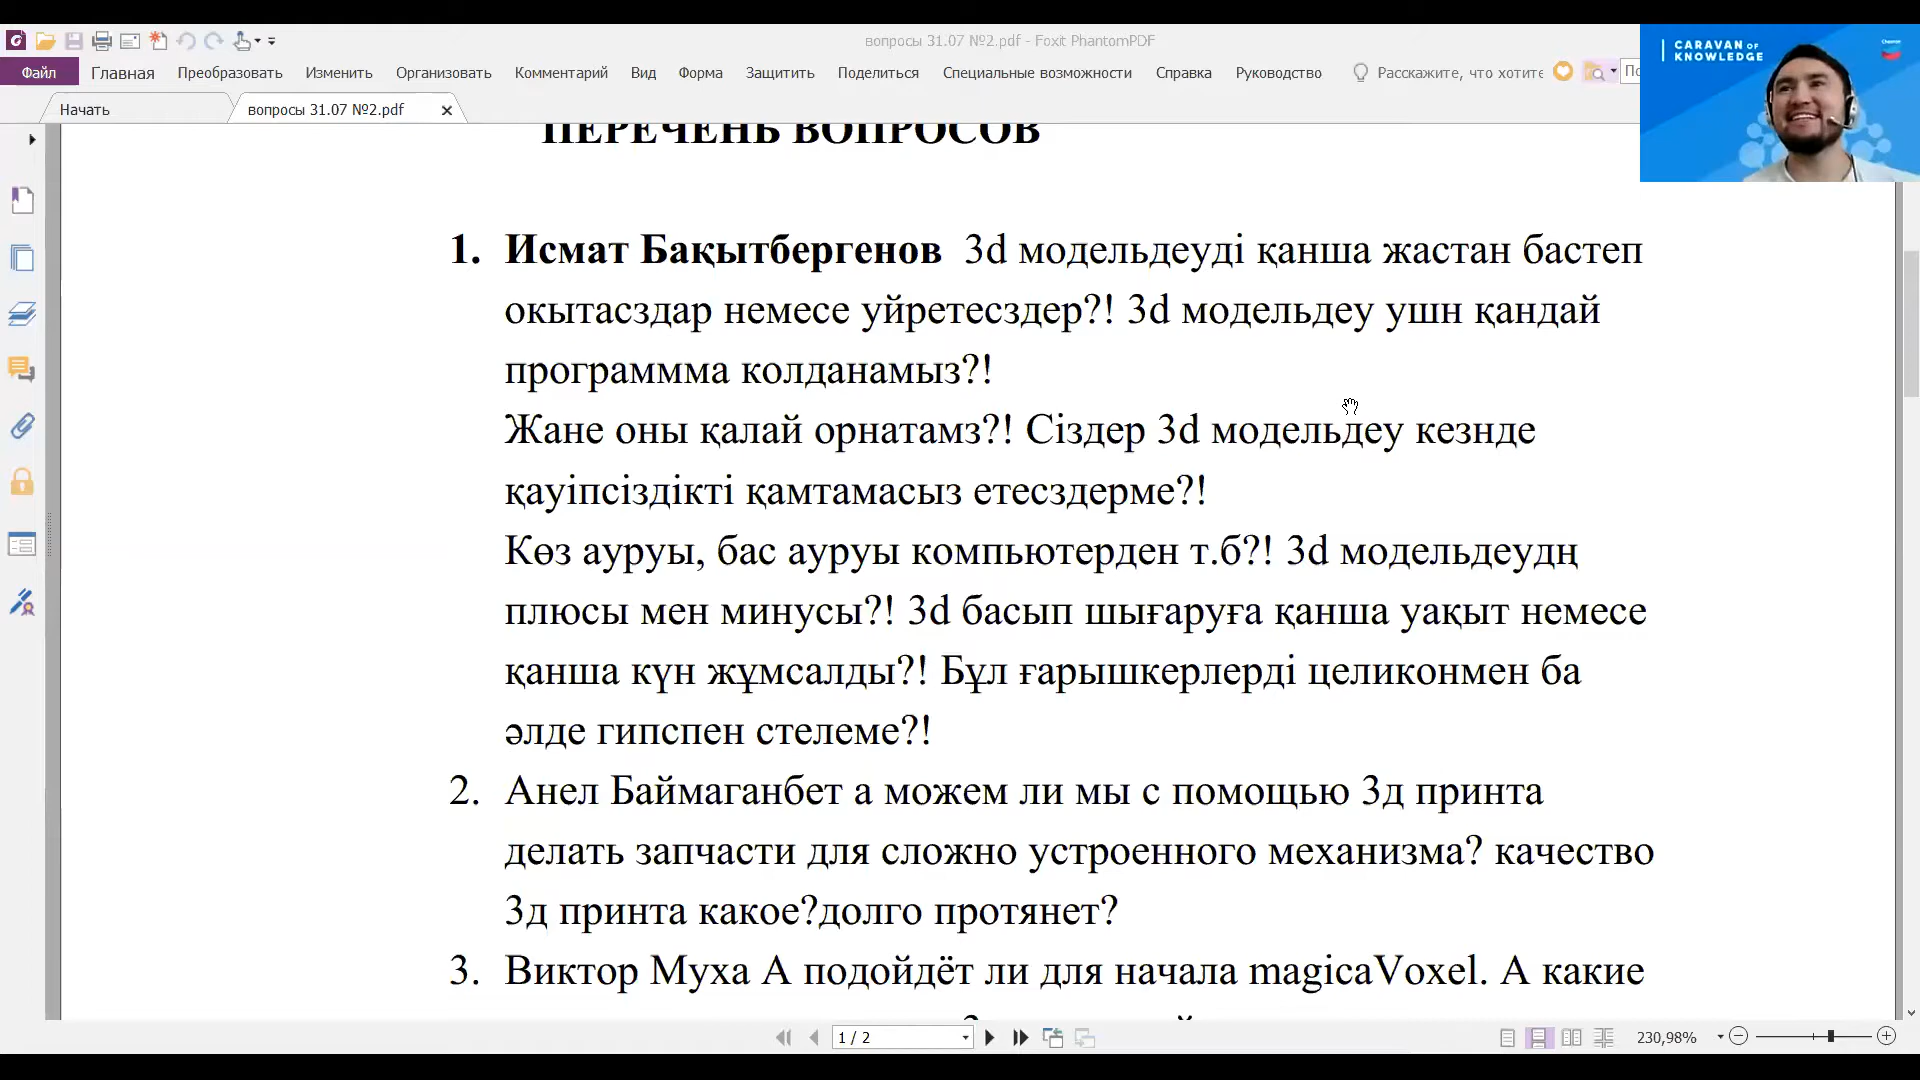 вопросы 31.07 №2.pdf - Foxit PhantomPDF
Файл Главная Преобразовать Изменить Организовать Комментарий Вид Форма Защитить Поделиться Специальные возможности Справка Руководство Расскажите, что хотите По
CARAVAN OF
KNOWLEDGE
Chevron
Начать вопросы 31.07 №2.pdf
ПЕРЕЧЕНЬ ВОПРОСОВ
1. Исмат Бақытбергенов 3d модельдеуді қанша жастан бастеп
окытасздар немесе уйретесздер?! 3d модельдеу ушн қандай
программма колданамыз?!
Жане оны қалай орнатамз?! Сіздер 3d модельдеу кезнде
қауіпсіздікті қамтамасыз етесздерме?!
Көз ауруы, бас ауруы компьютерден т.б?! 3d модельдеудң
плюсы мен минусы?! 3d басып шығаруға қанша уақыт немесе
қанша күн жұмсалды?! Бұл ғарышкерлерді целиконмен ба
әлде гипспен стелеме?!
2. Анел Баймаганбет а можем ли мы с помощью 3д принта
делать запчасти для сложно устроенного механизма? качество
3д принта какое?долго протянет?
3. Виктор Муха А подойдёт ли для начала magicaVoxel. А какие
1 / 2
230,98%